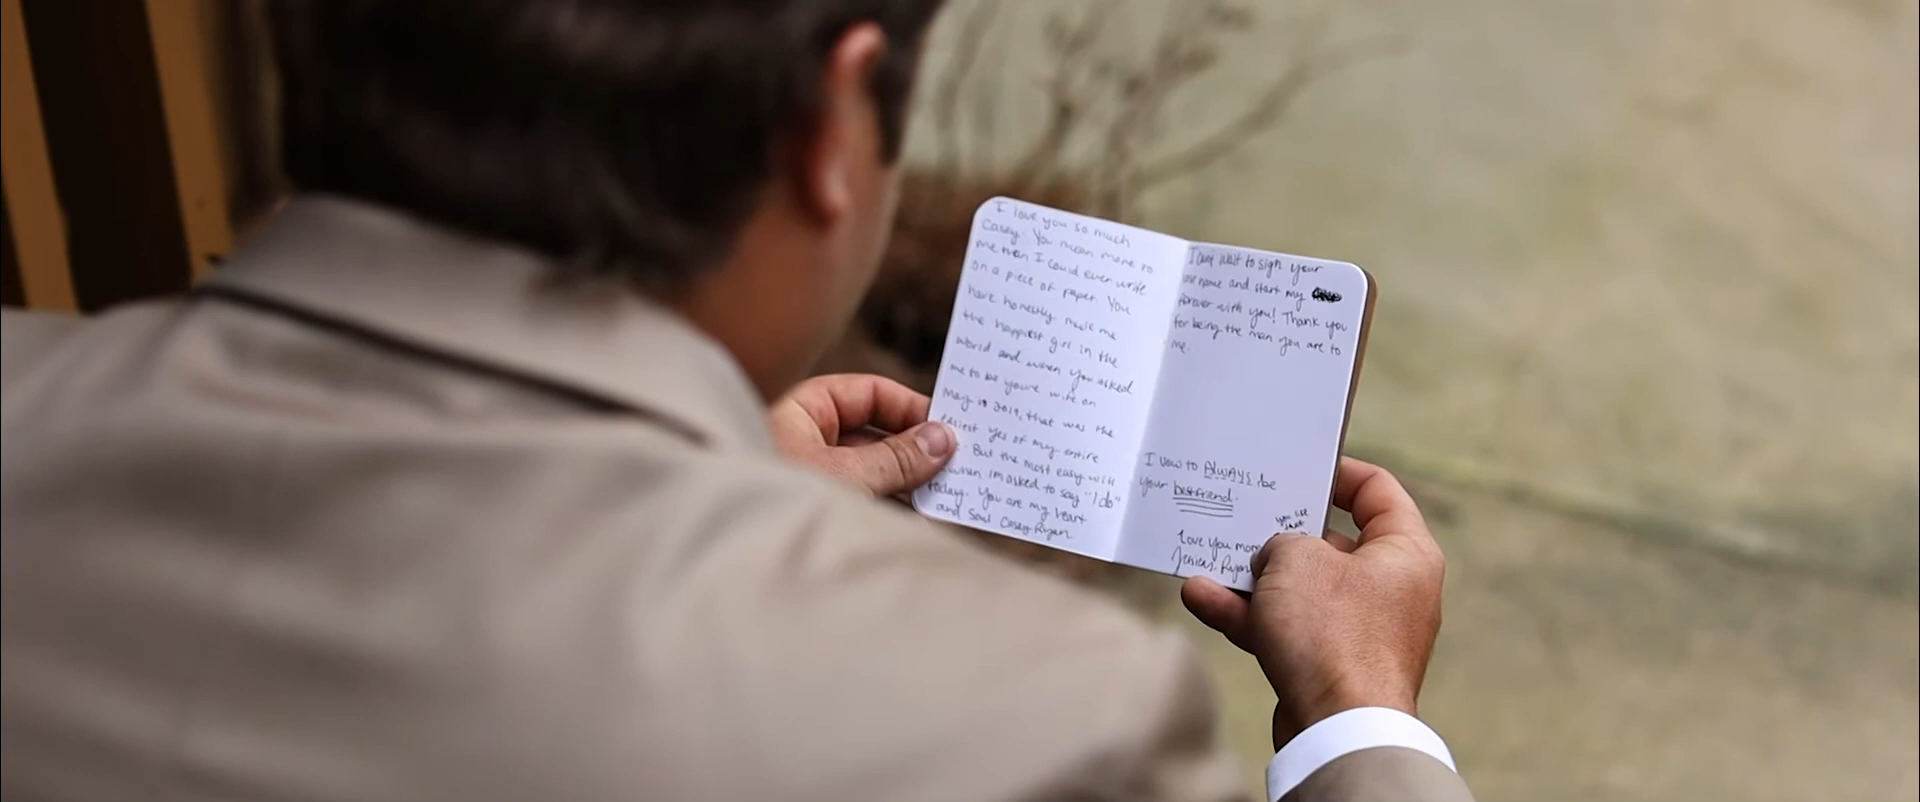 I love you so much
Casey. You mean more to
me then I could ever write
on a piece of paper. You
have honestly made me
the happiest girl in the
world and when you asked
me to be youre wife on
May 2019, that was the
easiest yes of my entire
But the most easy will
when im asked to say "I do"
today. You are my heart
and Soul Casey Ryan
I wait to sign your
name and start my
forever with you! Thank you
for being the man you are to
me.
I vow to ALWAYS be
your bestfriend.
Love you more
Ryan